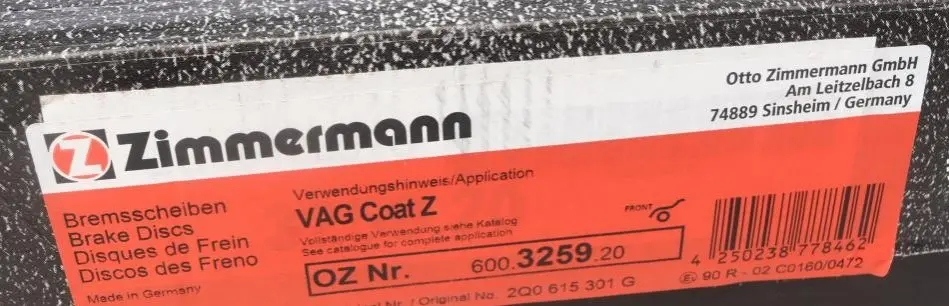 Zimmermann
Otto Zimmermann GmbH
Am Leitzelbach 8
74889 Sinsheim / Germany
Bremsscheiben
Brake Discs
Disques de Frein
Discos des Freno
Made in Germany
Verwendungshinweis/Application
VAG Coat Z
Vollständige Verwendung siehe Katalog
See catalogue for complete application
FRONT
OZ Nr. 600.3259.20
Nr. / Original No. 2Q0 615 301 G
4 250238 778462
90 R - 02 C0160/0472